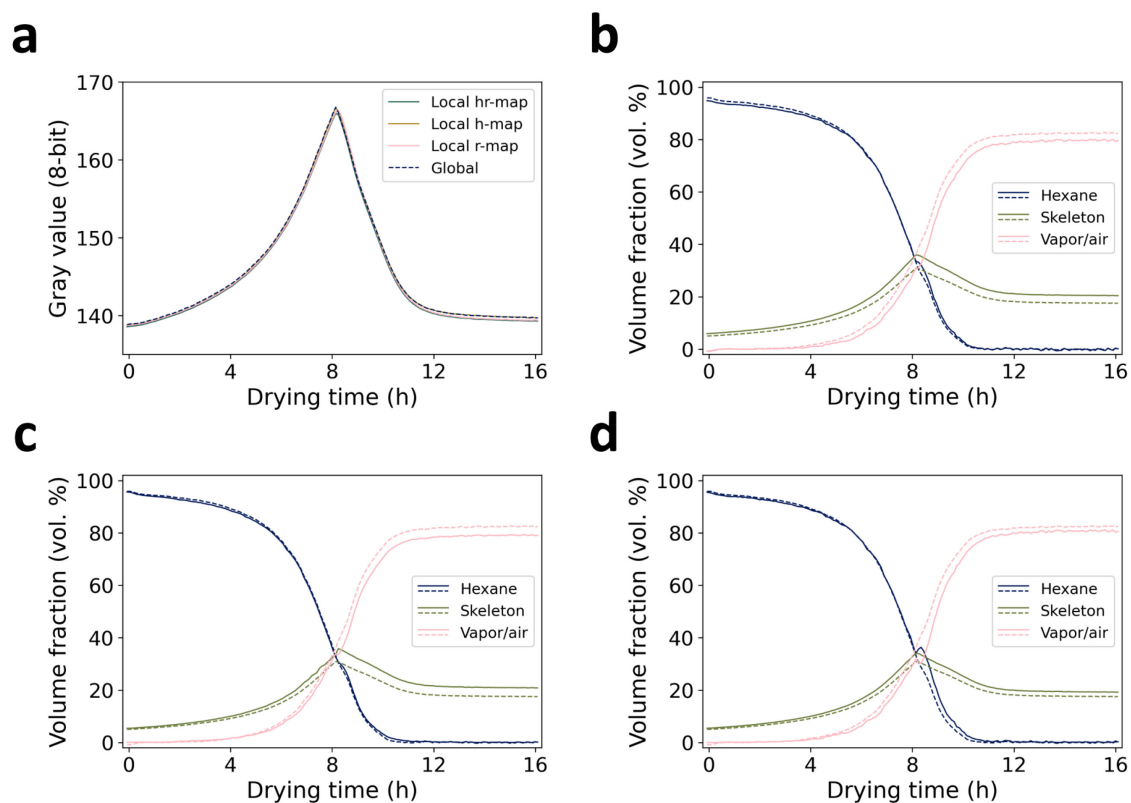 a
170
160
150
140
Gray value (8-bit)
Local hr-map
Local h-map
Local r-map
Global
0 4 8 12 16
Drying time (h)
b
100
80
60
40
20
0
Volume fraction (vol. %)
Hexane
Skeleton
Vapor/air
0 4 8 12 16
Drying time (h)
c
100
80
60
40
20
0
Volume fraction (vol. %)
Hexane
Skeleton
Vapor/air
0 4 8 12 16
Drying time (h)
d
100
80
60
40
20
0
Volume fraction (vol. %)
Hexane
Skeleton
Vapor/air
0 4 8 12 16
Drying time (h)